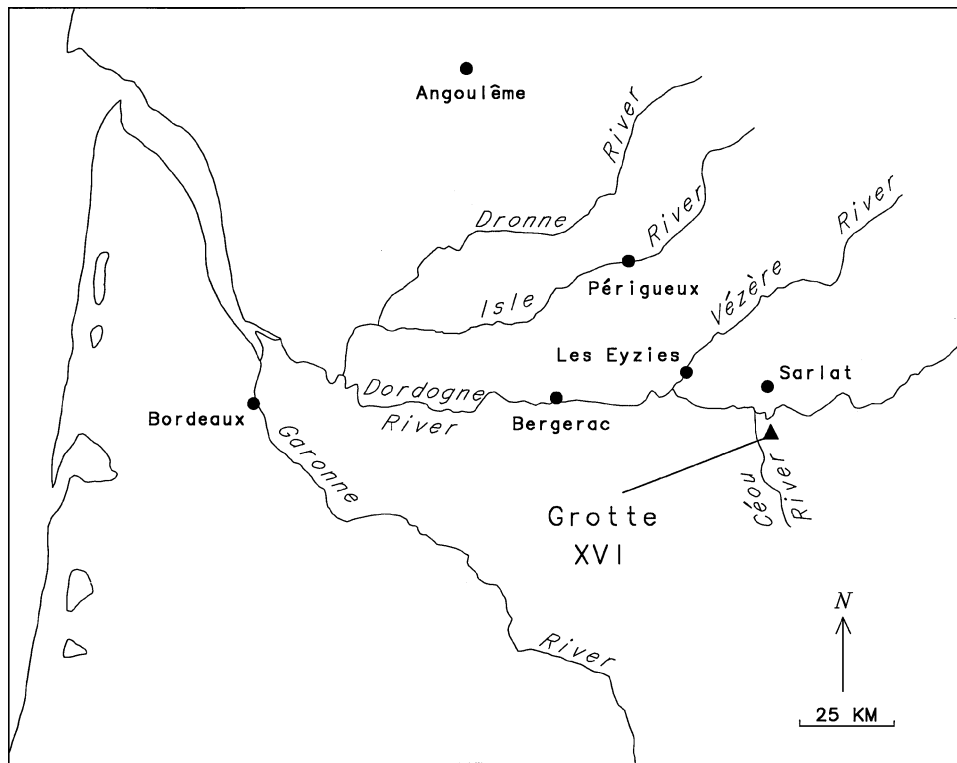 Angoulême
Dronne River
Isle River
Périgueux
Vézère River
Les Eyzies
Sarlat
Dordogne
River
Bergerac
Bordeaux
Garonne River
Céou
River
Grotte
XVI
N
25 KM